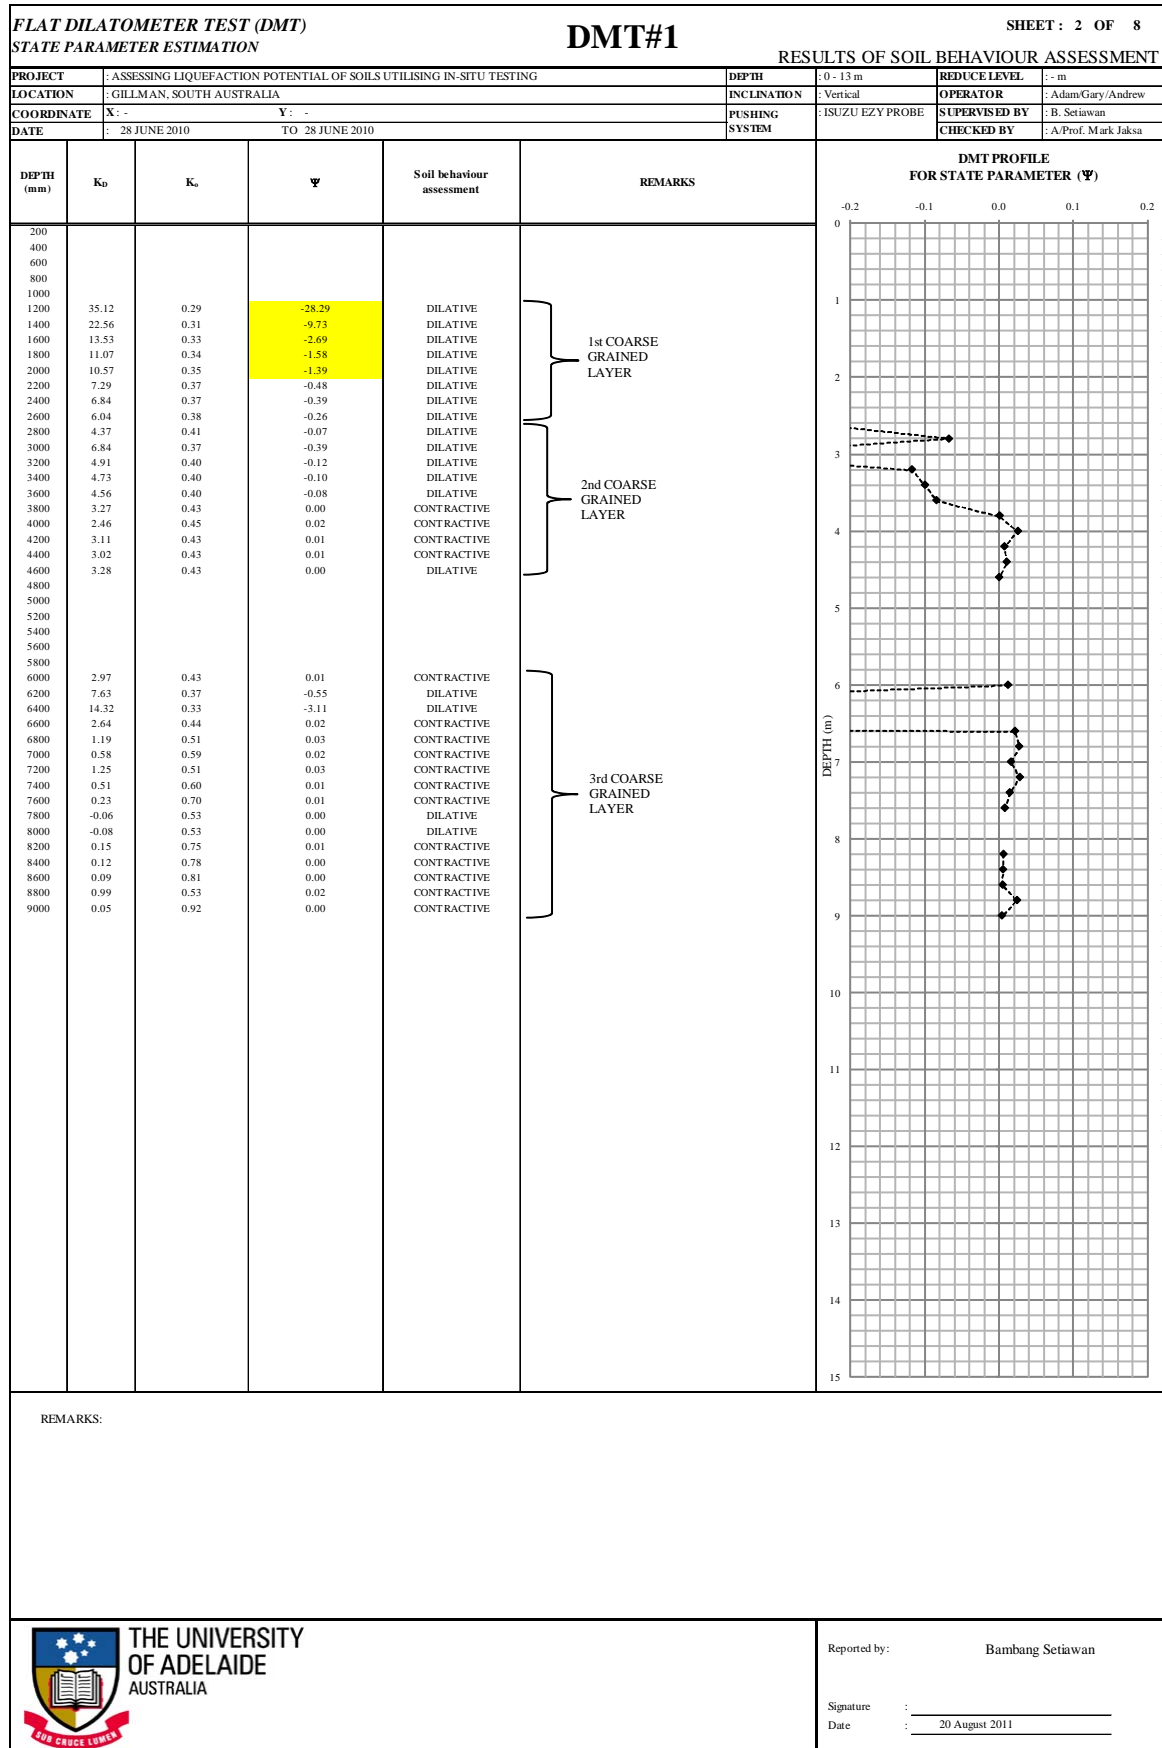 FLAT DILATOMETER TEST (DMT)
STATE PARAMETER ESTIMATION
DMT#1
SHEET : 2 OF 8
RESULTS OF SOIL BEHAVIOUR ASSESSMENT
PROJECT : ASSESSING LIQUEFACTION POTENTIAL OF SOILS UTILISING IN-SITU TESTING DEPTH : 0 - 13 m REDUCE LEVEL : - m
LOCATION : GILLMAN, SOUTH AUSTRALIA INCLINATION : Vertical OPERATOR : Adam/Gary/Andrew
COORDINATE X : - Y : - PUSHING SYSTEM : ISUZU EZY PROBE SUPERVISED BY : B. Setiawan
DATE : 28 JUNE 2010 TO 28 JUNE 2010 CHECKED BY : A/Prof. Mark Jaksa
DEPTH (mm) KD Ko Ψ Soil behaviour assessment REMARKS
200
400
600
800
1000
1200 35.12 0.29 -28.29 DILATIVE
1400 22.56 0.31 -9.73 DILATIVE
1600 13.53 0.33 -2.69 DILATIVE
1800 11.07 0.34 -1.58 DILATIVE
2000 10.57 0.35 -1.39 DILATIVE
2200 7.29 0.37 -0.48 DILATIVE
2400 6.84 0.37 -0.39 DILATIVE
2600 6.04 0.38 -0.26 DILATIVE
2800 4.37 0.41 -0.07 DILATIVE
3000 6.84 0.37 -0.39 DILATIVE
3200 4.91 0.40 -0.12 DILATIVE
3400 4.73 0.40 -0.10 DILATIVE
3600 4.56 0.40 -0.08 DILATIVE
3800 3.27 0.43 0.00 CONTRACTIVE
4000 2.46 0.45 0.02 CONTRACTIVE
4200 3.11 0.43 0.01 CONTRACTIVE
4400 3.02 0.43 0.01 CONTRACTIVE
4600 3.28 0.43 0.00 DILATIVE
4800
5000
5200
5400
5600
5800
6000 2.97 0.43 0.01 CONTRACTIVE
6200 7.63 0.37 -0.55 DILATIVE
6400 14.32 0.33 -3.11 DILATIVE
6600 2.64 0.44 0.02 CONTRACTIVE
6800 1.19 0.51 0.03 CONTRACTIVE
7000 0.58 0.59 0.02 CONTRACTIVE
7200 1.25 0.51 0.03 CONTRACTIVE
7400 0.51 0.60 0.01 CONTRACTIVE
7600 0.23 0.70 0.01 CONTRACTIVE
7800 -0.06 0.53 0.00 DILATIVE
8000 -0.08 0.53 0.00 DILATIVE
8200 0.15 0.75 0.01 CONTRACTIVE
8400 0.12 0.78 0.00 CONTRACTIVE
8600 0.09 0.81 0.00 CONTRACTIVE
8800 0.99 0.53 0.02 CONTRACTIVE
9000 0.05 0.92 0.00 CONTRACTIVE
1st COARSE
GRAINED
LAYER
2nd COARSE
GRAINED
LAYER
3rd COARSE
GRAINED
LAYER
DMT PROFILE
FOR STATE PARAMETER (Ψ)
-0.2 -0.1 0.0 0.1 0.2
0
1
2
3
4
5
6
7
8
9
10
11
12
13
14
15
DEPTH (m)
REMARKS:
THE UNIVERSITY
OF ADELAIDE
AUSTRALIA
SUB CRUCE LUMEN
Reported by: Bambang Setiawan
Signature :
Date : 20 August 2011